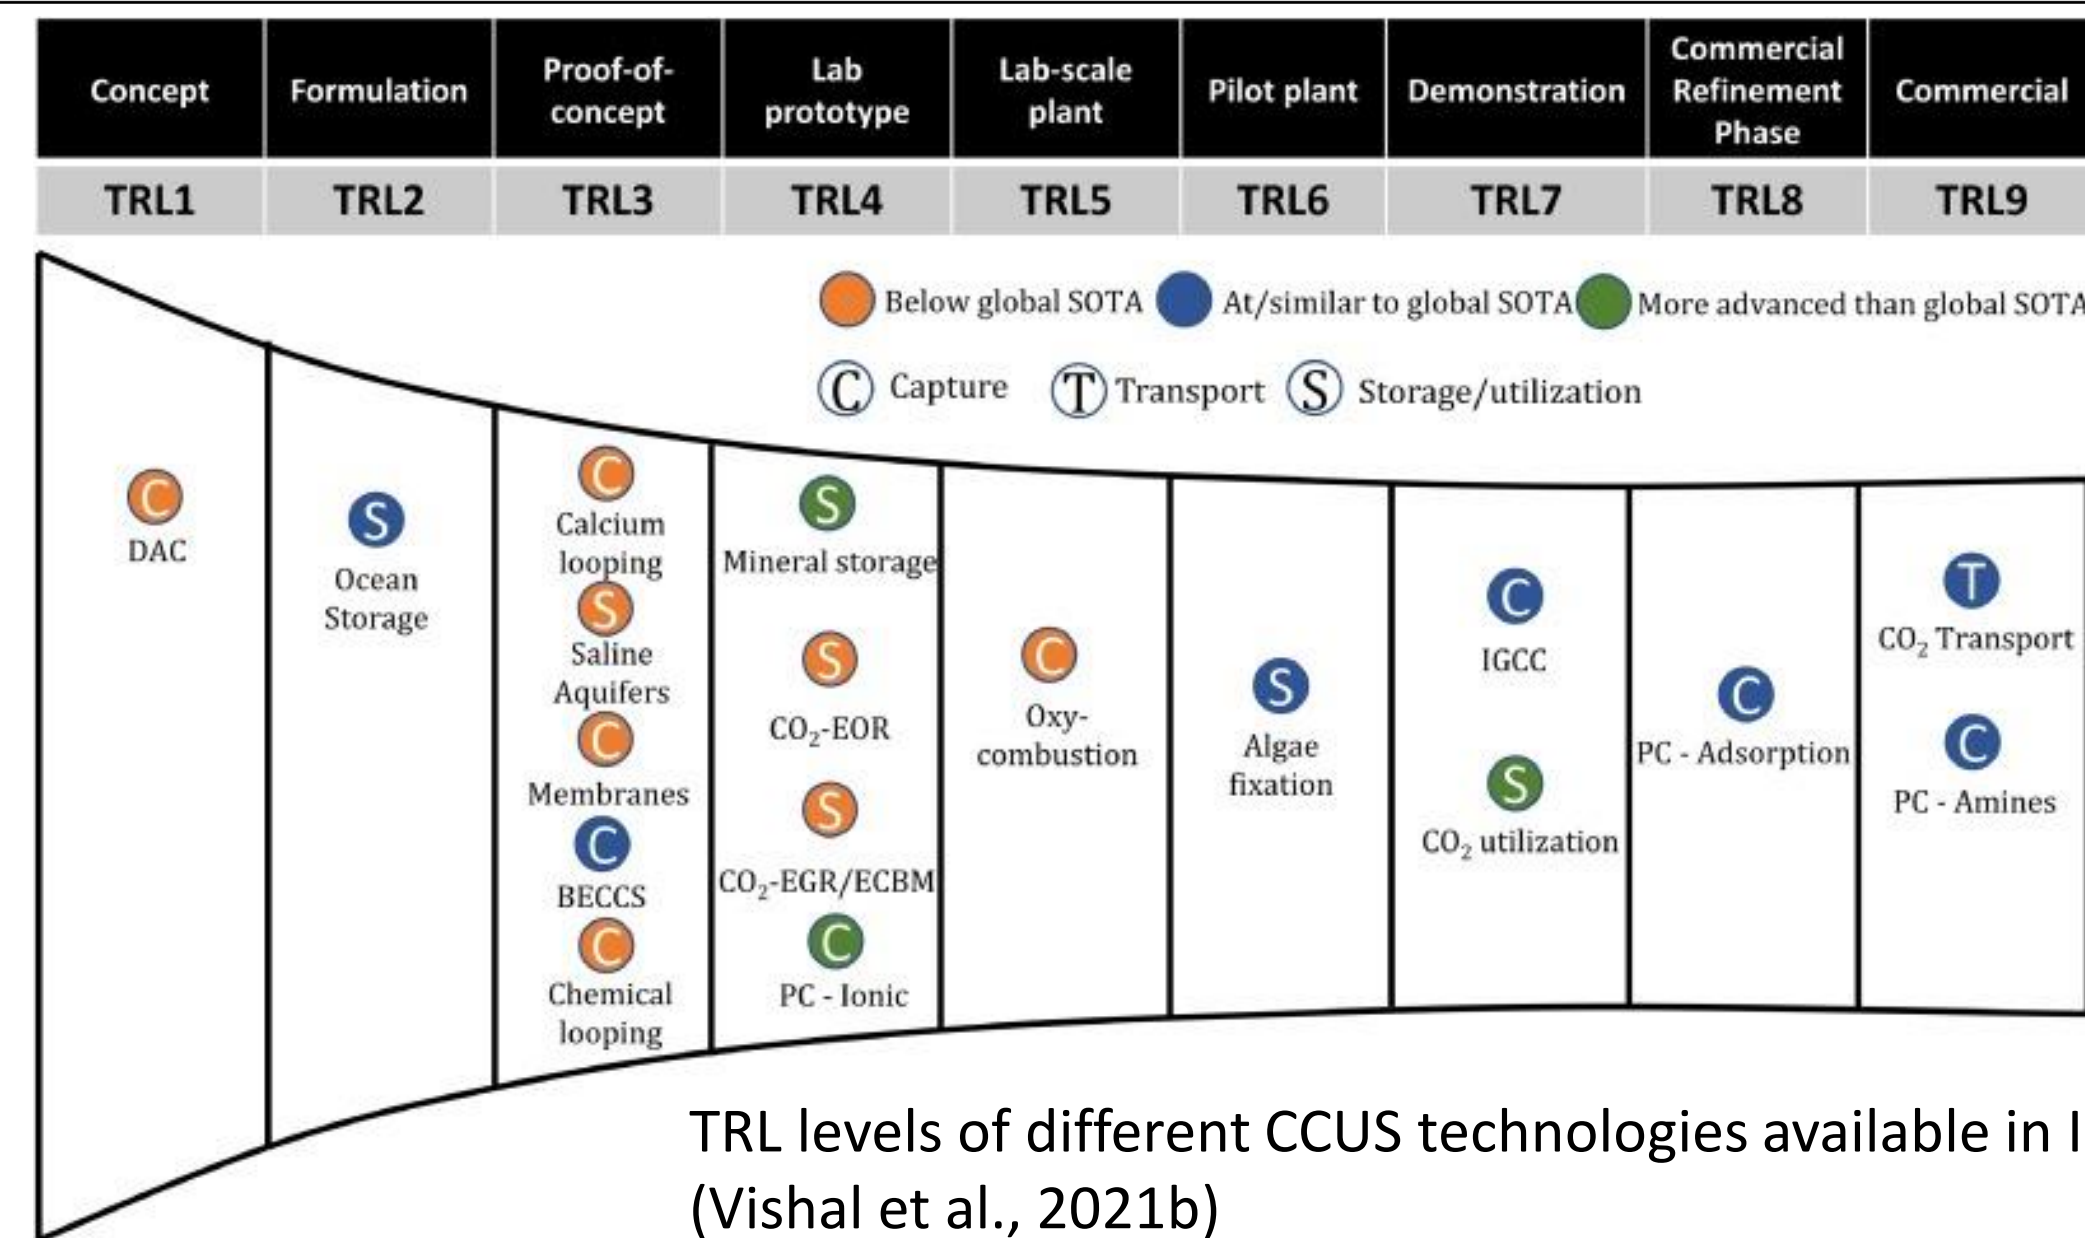 Concept
Formulation
Proof-of-
concept
Lab
prototype
Lab-scale
plant
Pilot plant
Demonstration
Commercial
Refinement
Phase
Commercial
TRL1
TRL2
TRL3
TRL4
TRL5
TRL6
TRL7
TRL8
TRL9
Below global SOTA
At/similar to global SOTA
More advanced than global SOTA
C Capture
T Transport
S Storage/utilization
C
DAC
S
Ocean
Storage
C
Calcium
looping
S
Saline
Aquifers
C
Membranes
C
BECCS
C
Chemical
looping
S
Mineral storage
S
CO₂-EOR
S
CO₂-EGR/ECBM
C
PC - Ionic
C
Oxy-
combustion
S
Algae
fixation
C
IGCC
S
CO₂ utilization
C
PC - Adsorption
T
CO₂ Transport
C
PC - Amines
TRL levels of different CCUS technologies available in
(Vishal et al., 2021b)